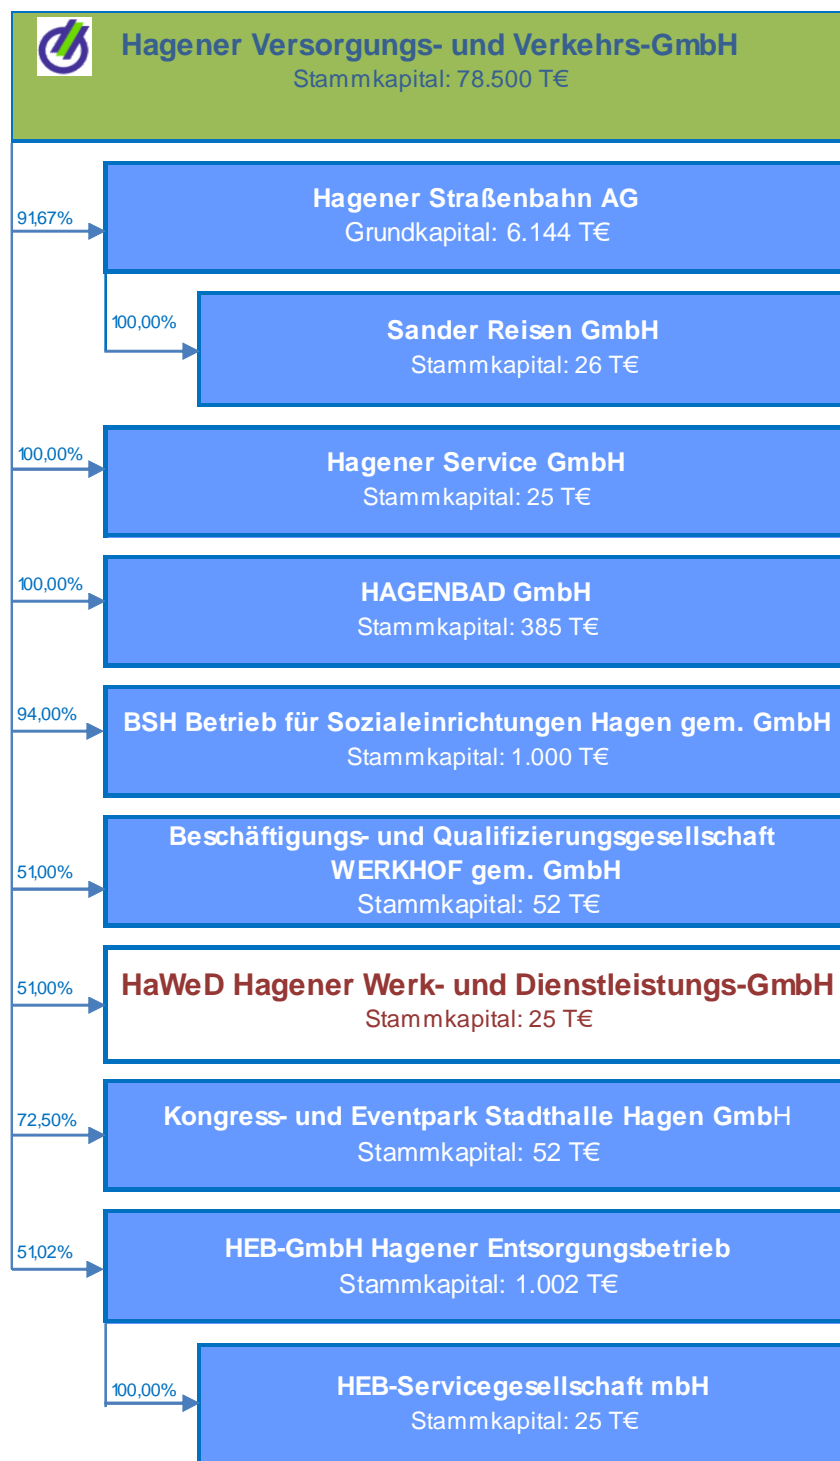 Hagener Versorgungs- und Verkehrs-GmbH
Stammkapital: 78.500 T€
91,67%
Hagener Straßenbahn AG
Grundkapital: 6.144 T€
100,00%
Sander Reisen GmbH
Stammkapital: 26 T€
100,00%
Hagener Service GmbH
Stammkapital: 25 T€
100,00%
HAGENBAD GmbH
Stammkapital: 385 T€
94,00%
BSH Betrieb für Sozialeinrichtungen Hagen gem. GmbH
Stammkapital: 1.000 T€
51,00%
Beschäftigungs- und Qualifizierungsgesellschaft
WERKHOF gem. GmbH
Stammkapital: 52 T€
51,00%
HaWeD Hagener Werk- und Dienstleistungs-GmbH
Stammkapital: 25 T€
72,50%
Kongress- und Eventpark Stadthalle Hagen GmbH
Stammkapital: 52 T€
51,02%
HEB-GmbH Hagener Entsorgungsbetrieb
Stammkapital: 1.002 T€
100,00%
HEB-Servicegesellschaft mbH
Stammkapital: 25 T€